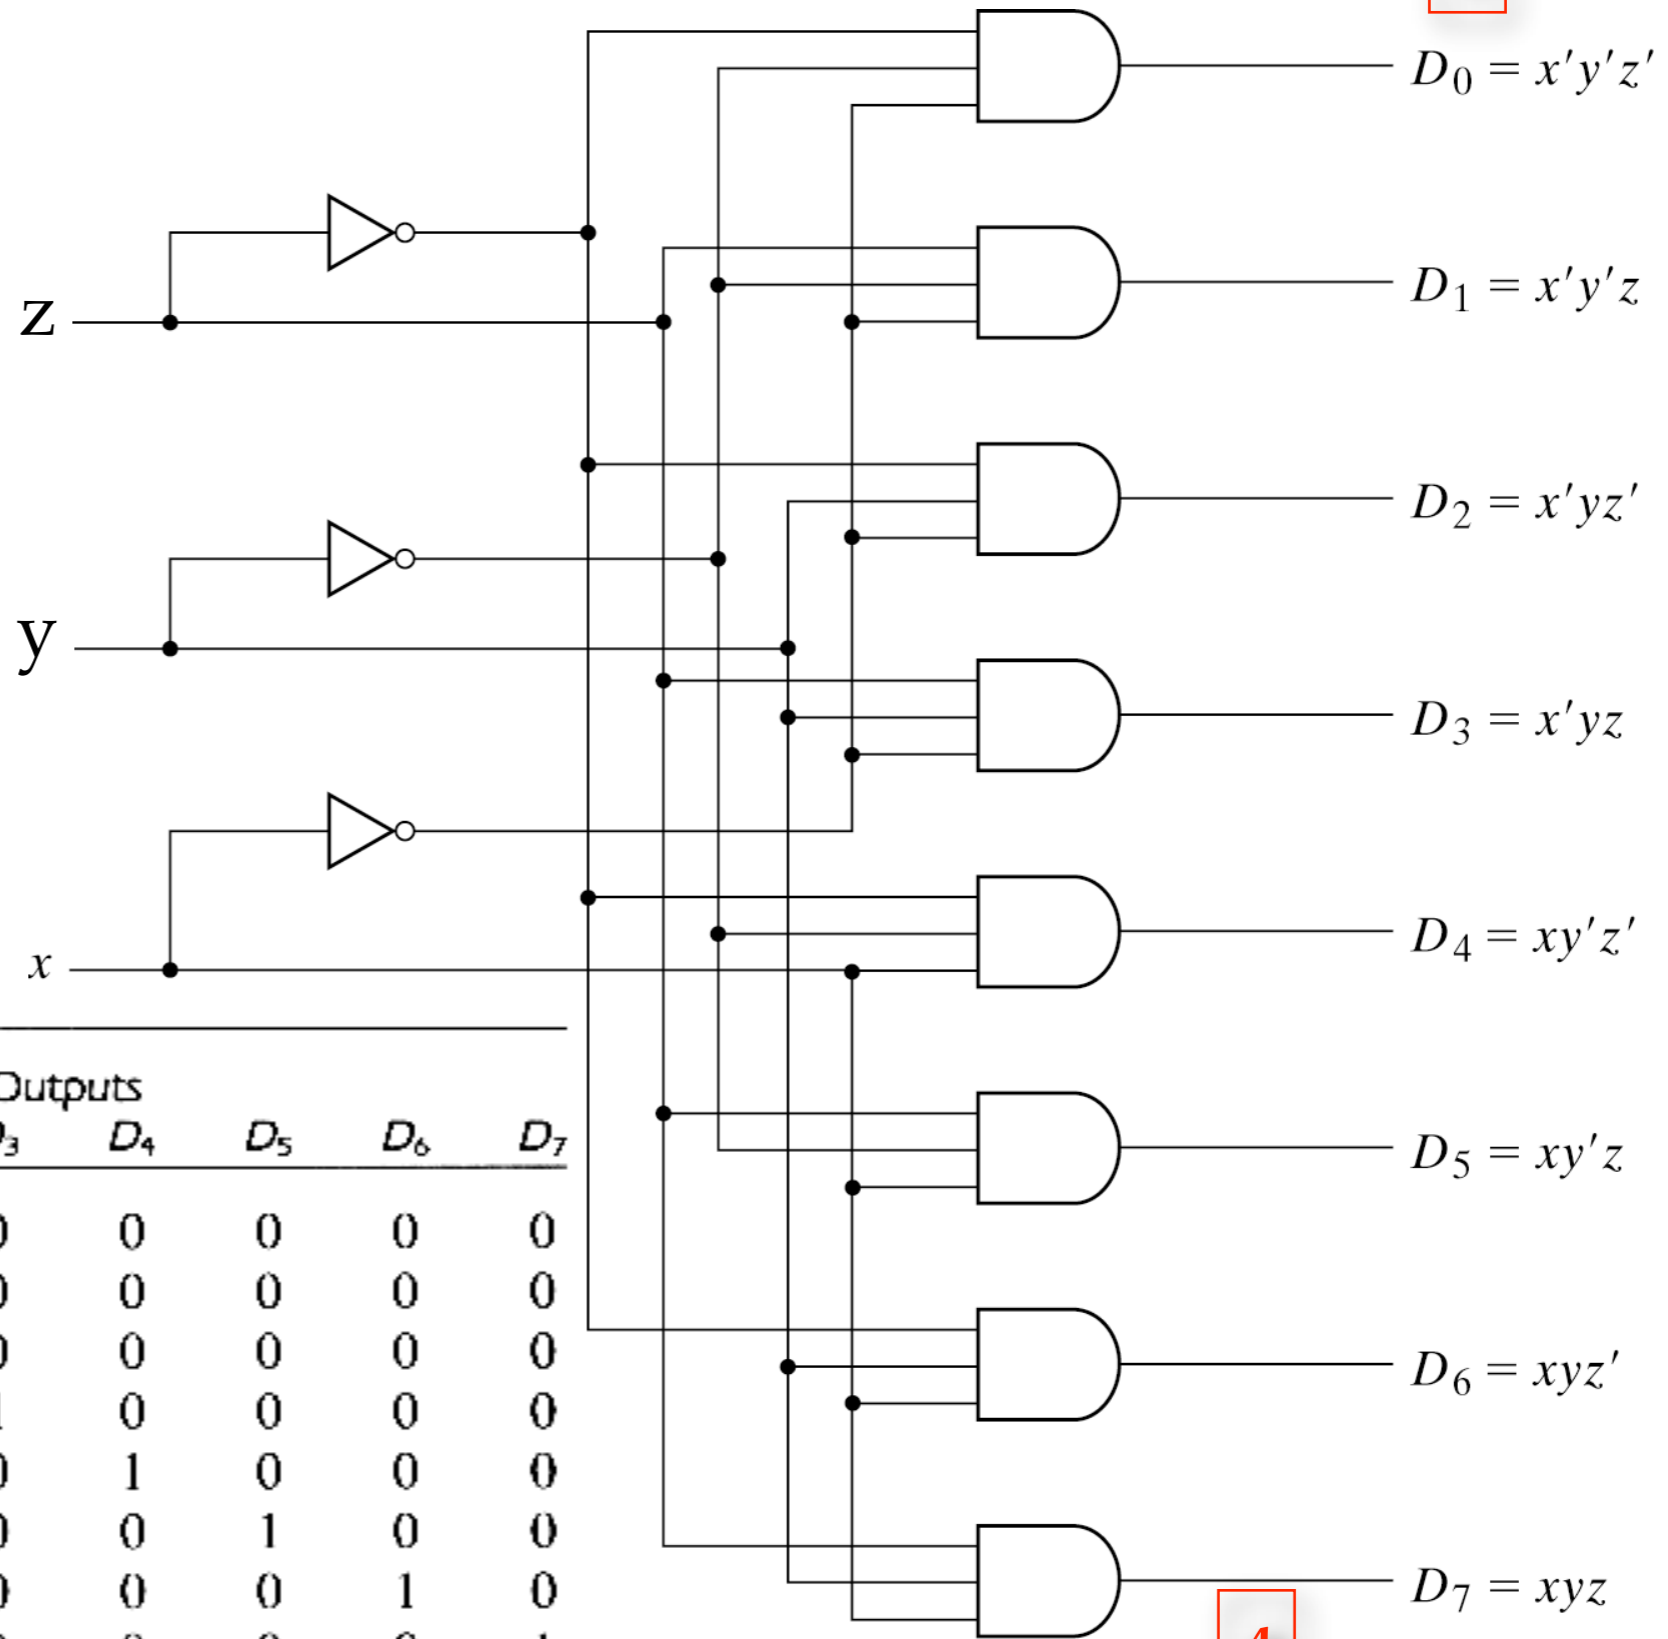 D₀ = x′y′z′
z
D₁ = x′y′z
D₂ = x′yz′
y
D₃ = x′yz
x
D₄ = xy′z′
Outputs
D₄ D₅ D₆ D₇
D₅ = xy′z
0 0 0 0
0 0 0 0
0 0 0 0
D₆ = xyz′
0 0 0 0
1 0 0 0
0 1 0 0
0 0 1 0
D₇ = xyz